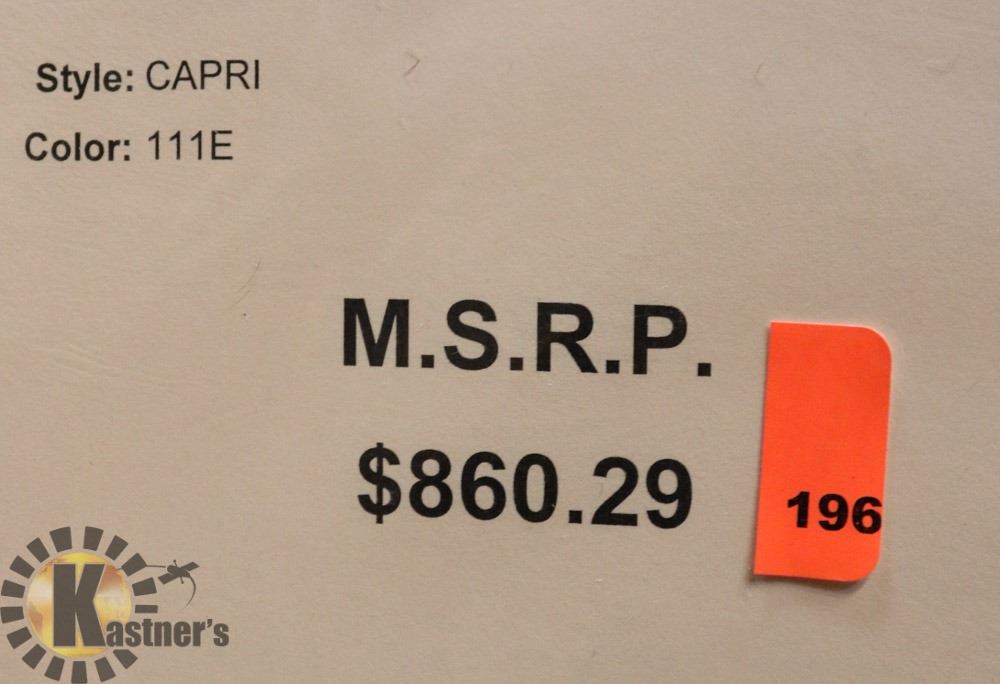 Style: CAPRI
Color: 111E
M.S.R.P.
$860.29
196
Kastner's